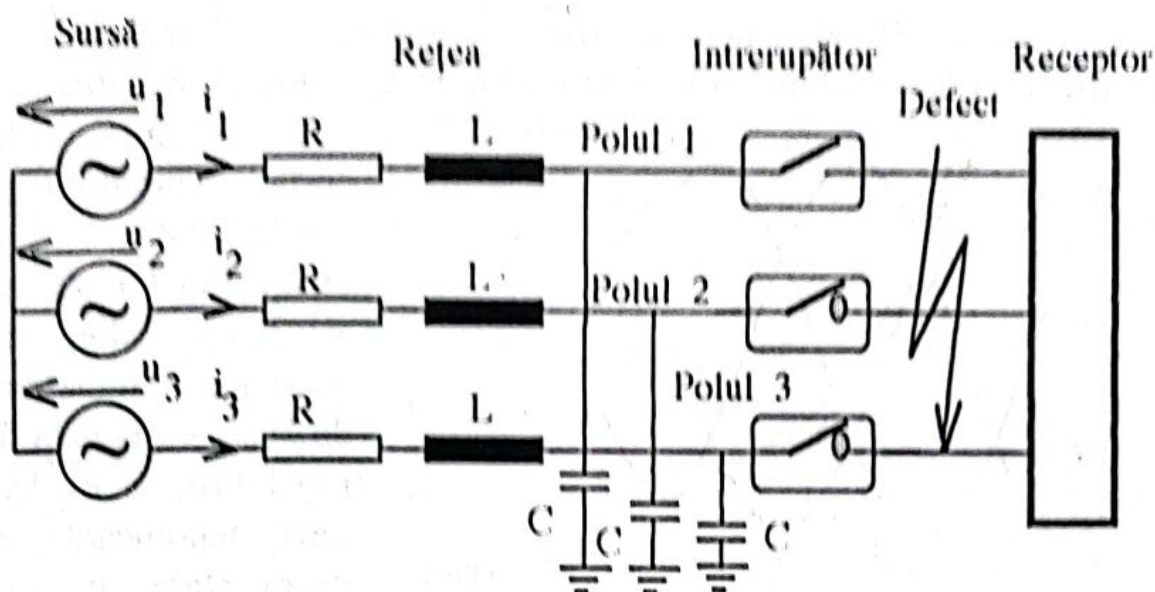 Sursă
Rețea
Intrerupător
Receptor
Defect
u1
i1
R
L
Polul 1
u2
i2
R
L
Polul 2
u3
i3
R
L
Polul 3
C
C
C